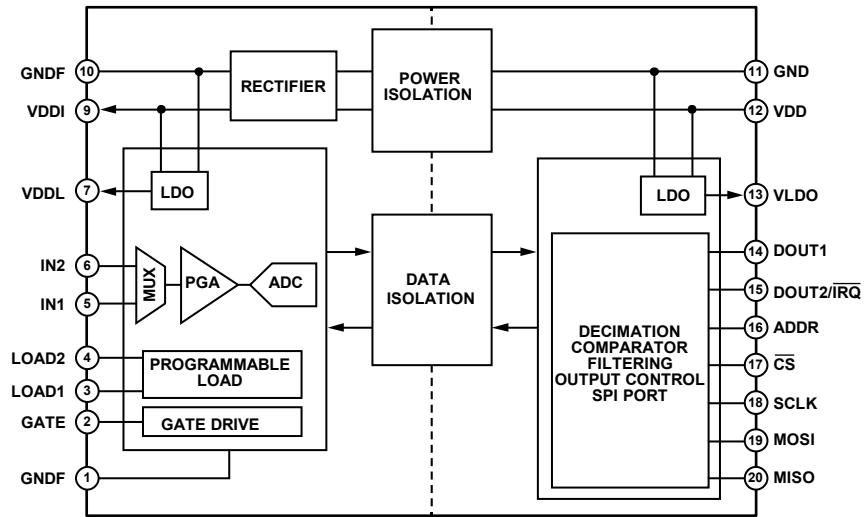 GNDF 10
VDDI 9
VDDL 7
IN2 6
IN1 5
LOAD2 4
LOAD1 3
GATE 2
GNDF 1
RECTIFIER
POWER
ISOLATION
LDO
MUX
PGA
ADC
PROGRAMMABLE
LOAD
GATE DRIVE
DATA
ISOLATION
LDO
DECIMATION
COMPARATOR
FILTERING
OUTPUT CONTROL
SPI PORT
11 GND
12 VDD
13 VLDO
14 DOUT1
15 DOUT2/I̅R̅Q̅
16 ADDR
17 C̅S̅
18 SCLK
19 MOSI
20 MISO